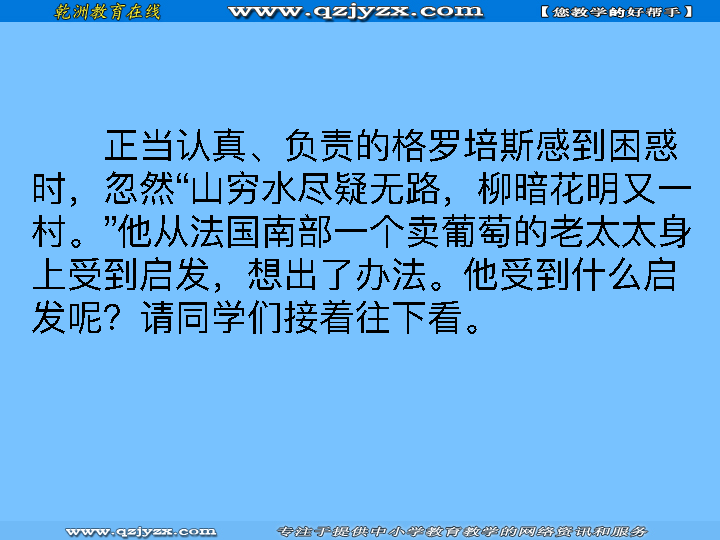 乾洲教育在线 www.qzjyzx.com 【您教学的好帮手】
正当认真、负责的格罗培斯感到困惑
时，忽然“山穷水尽疑无路，柳暗花明又一
村。”他从法国南部一个卖葡萄的老太太身
上受到启发，想出了办法。他受到什么启
发呢？请同学们接着往下看。
www.qzjyzx.com 专注于提供中小学教育教学的网络资讯和服务